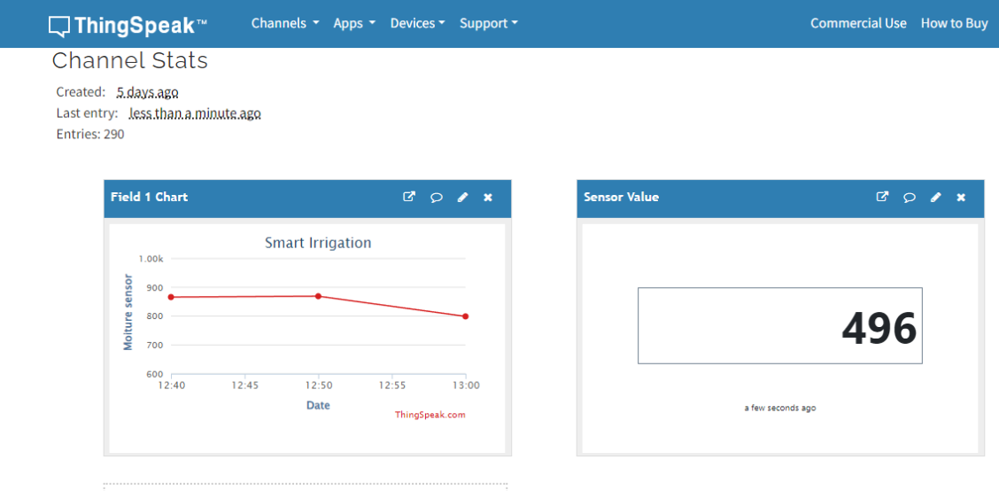 ThingSpeak™ Channels Apps Devices Support Commercial Use How to Buy
Channel Stats
Created: 5 days ago
Last entry: less than a minute ago
Entries: 290
Field 1 Chart
Smart Irrigation
Moiture sensor
1.00k
900
800
700
600
12:40 12:45 12:50 12:55 13:00
Date
ThingSpeak.com
Sensor Value
496
a few seconds ago